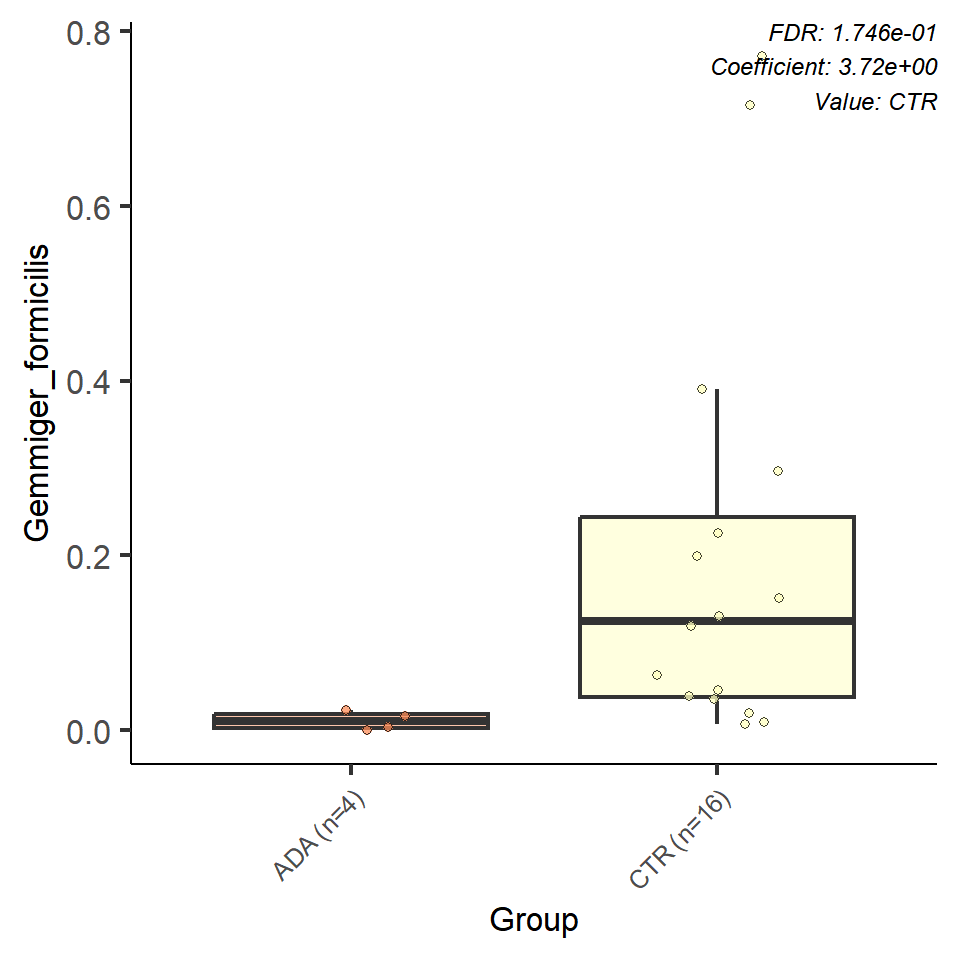 FDR: 1.746e-01
Coefficient: 3.72e+00
Value: CTR
Gemmiger_formicilis
0.8
0.6
0.4
0.2
0.0
ADA (n=4)
CTR (n=16)
Group